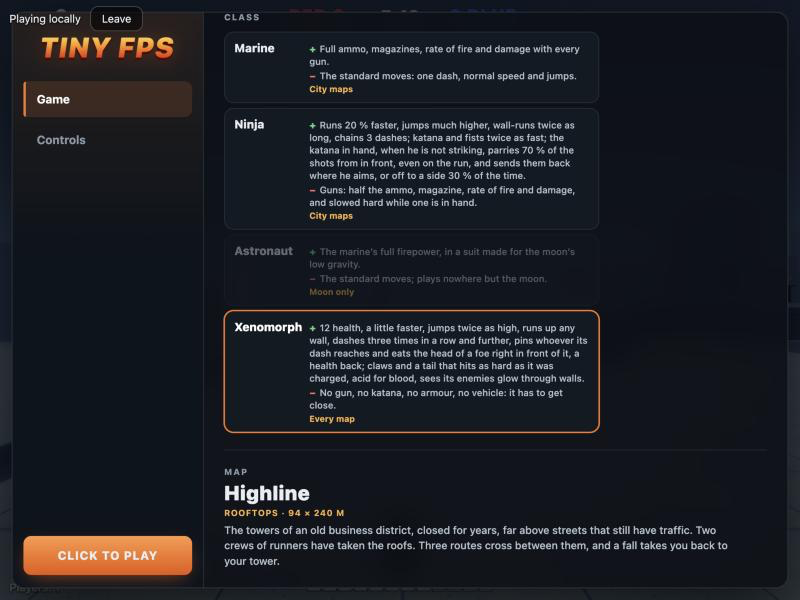 Playing locally
Leave
TINY FPS
Game
Controls
CLICK TO PLAY
CLASS
Marine
+ Full ammo, magazines, rate of fire and damage with every
gun.
− The standard moves: one dash, normal speed and jumps.
City maps
Ninja
+ Runs 20 % faster, jumps much higher, wall-runs twice as
long, chains 3 dashes; katana and fists twice as fast; the
katana in hand, when he is not striking, parries 70 % of the
shots from in front, even on the run, and sends them back
where he aims, or off to a side 30 % of the time.
− Guns: half the ammo, magazine, rate of fire and damage,
and slowed hard while one is in hand.
City maps
Astronaut
+ The marine's full firepower, in a suit made for the moon's
low gravity.
− The standard moves; plays nowhere but the moon.
Moon only
Xenomorph
+ 12 health, a little faster, jumps twice as high, runs up any
wall, dashes three times in a row and further, pins whoever its
dash reaches and eats the head of a foe right in front of it, a
health back; claws and a tail that hits as hard as it was
charged, acid for blood, sees its enemies glow through walls.
− No gun, no katana, no armour, no vehicle: it has to get
close.
Every map
MAP
Highline
ROOFTOPS · 94 × 240 M
The towers of an old business district, closed for years, far above streets that still have traffic. Two
crews of runners have taken the roofs. Three routes cross between them, and a fall takes you back to
your tower.